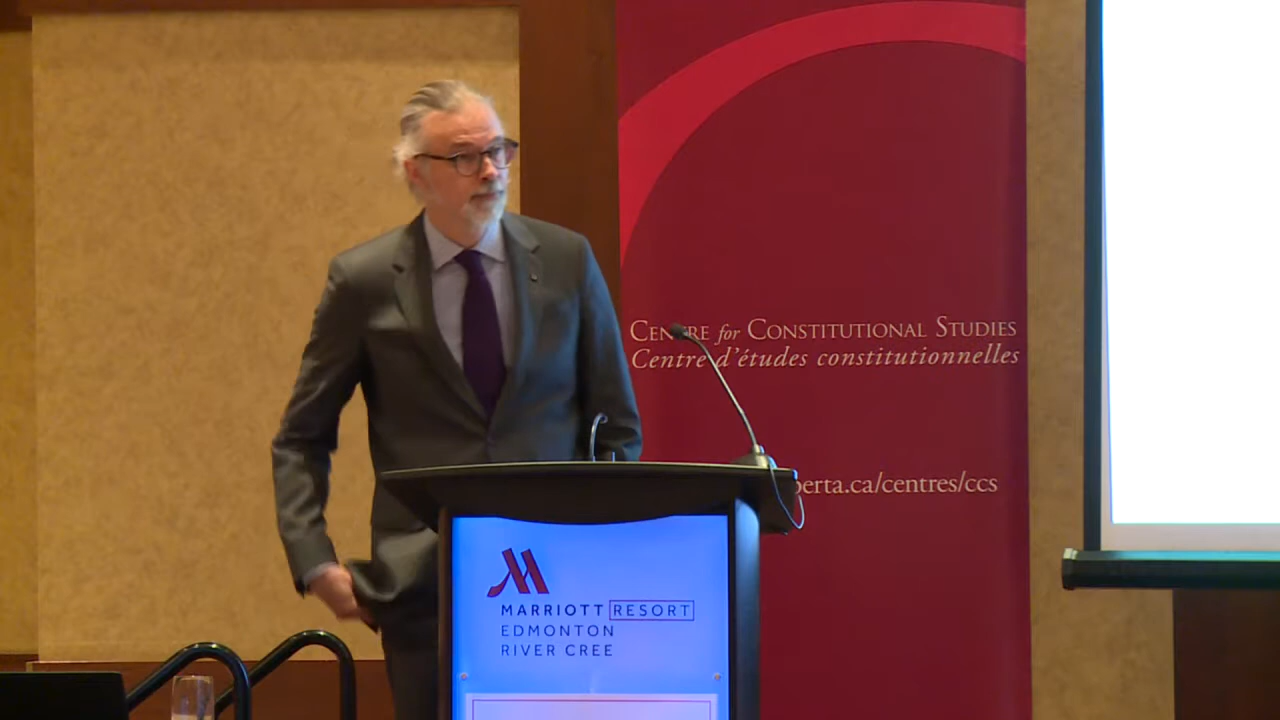 CENTRE for CONSTITUTIONAL STUDIES
Centre d'études constitutionnelles
berta.ca/centres/ccs
MARRIOTT RESORT
EDMONTON
RIVER CREE